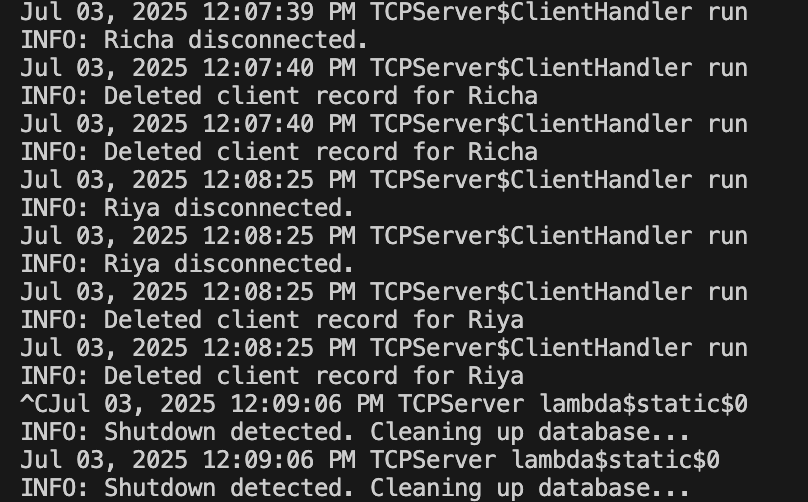 Jul 03, 2025 12:07:39 PM TCPServer$ClientHandler run
INFO: Richa disconnected.
Jul 03, 2025 12:07:40 PM TCPServer$ClientHandler run
INFO: Deleted client record for Richa
Jul 03, 2025 12:07:40 PM TCPServer$ClientHandler run
INFO: Deleted client record for Richa
Jul 03, 2025 12:08:25 PM TCPServer$ClientHandler run
INFO: Riya disconnected.
Jul 03, 2025 12:08:25 PM TCPServer$ClientHandler run
INFO: Riya disconnected.
Jul 03, 2025 12:08:25 PM TCPServer$ClientHandler run
INFO: Deleted client record for Riya
Jul 03, 2025 12:08:25 PM TCPServer$ClientHandler run
INFO: Deleted client record for Riya
^CJul 03, 2025 12:09:06 PM TCPServer lambda$static$0
INFO: Shutdown detected. Cleaning up database...
Jul 03, 2025 12:09:06 PM TCPServer lambda$static$0
INFO: Shutdown detected. Cleaning up database...